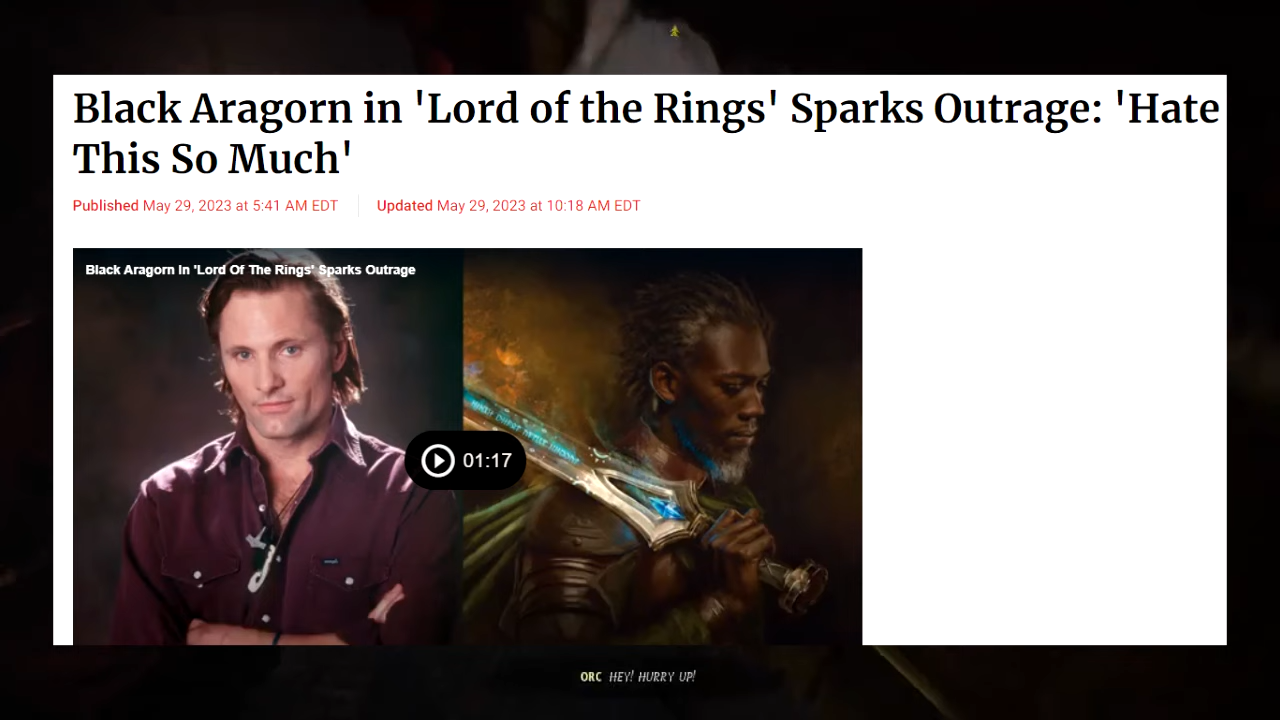 Black Aragorn in 'Lord of the Rings' Sparks Outrage: 'Hate
This So Much'
Published May 29, 2023 at 5:41 AM EDT
Updated May 29, 2023 at 10:18 AM EDT
Black Aragorn In 'Lord Of The Rings' Sparks Outrage
01:17
ORC HEY! HURRY UP!